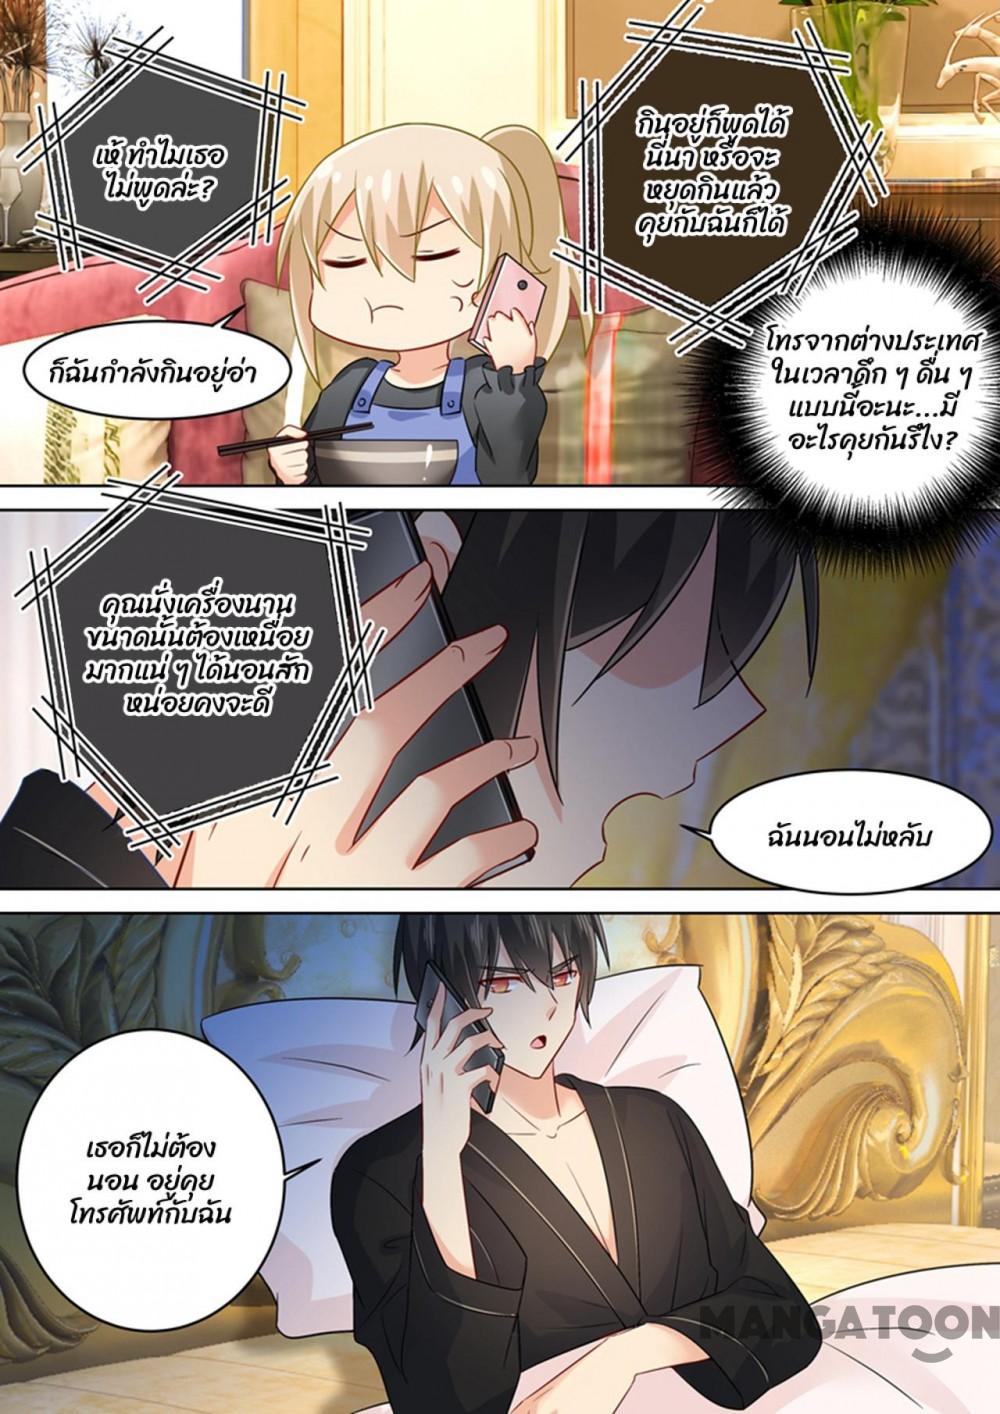 เห้ ทำไมเธอ
ไม่พูดล่ะ?
กินอยู่ก็พูดได้
นี่นา หรือจะ
หยุดกินแล้ว
คุยกับฉันก็ได้
ก็ฉันกำลังกินอยู่อ่า
โทรจากต่างประเทศ
ในเวลาดึก ๆ ดื่น ๆ
แบบนี้อะนะ...มี
อะไรคุยกันรึไง?
คุณนั่งเครื่องนาน
ขนาดนั้นต้องเหนื่อย
มากแน่ ๆ ได้นอนสัก
หน่อยคงจะดี
ฉันนอนไม่หลับ
เธอก็ไม่ต้อง
นอน อยู่คุย
โทรศัพท์กับฉัน
MANGATOON